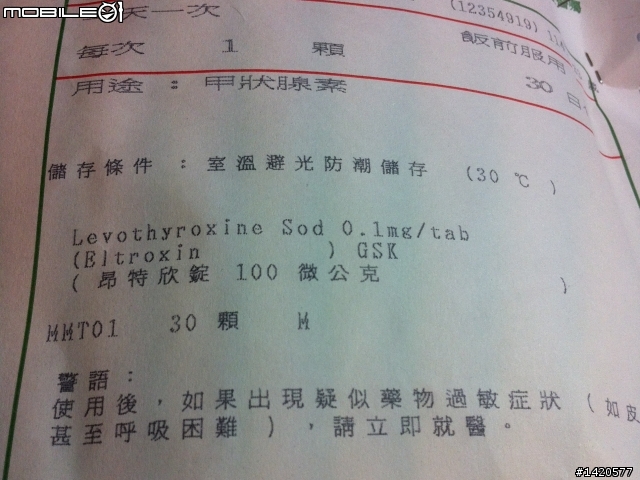 MOBILE01
天一次
(12354919) 11
每次 1 顆 飯前服用
用途 : 甲狀腺素 30 日
儲存條件 : 室溫避光防潮儲存 (30 ℃ )
Levothyroxine Sod 0.1mg/tab
(Eltroxin ) GSK
( 昂特欣錠 100 微公克 )
MMT01 30 顆 M
警語 :
使用後,如果出現疑似藥物過敏症狀 ( 如皮
甚至呼吸困難 ) ,請立即就醫。
#1420577